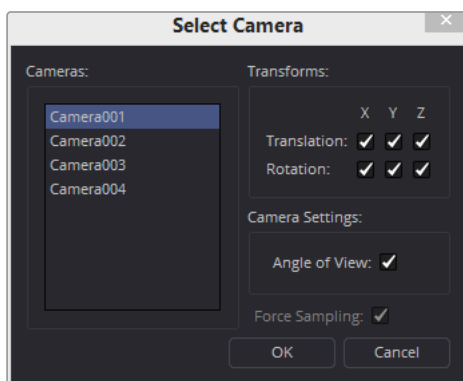 Select Camera
Cameras:
Camera001
Camera002
Camera003
Camera004
Transforms:
X Y Z
Translation:
Rotation:
Camera Settings:
Angle of View:
Force Sampling:
OK Cancel